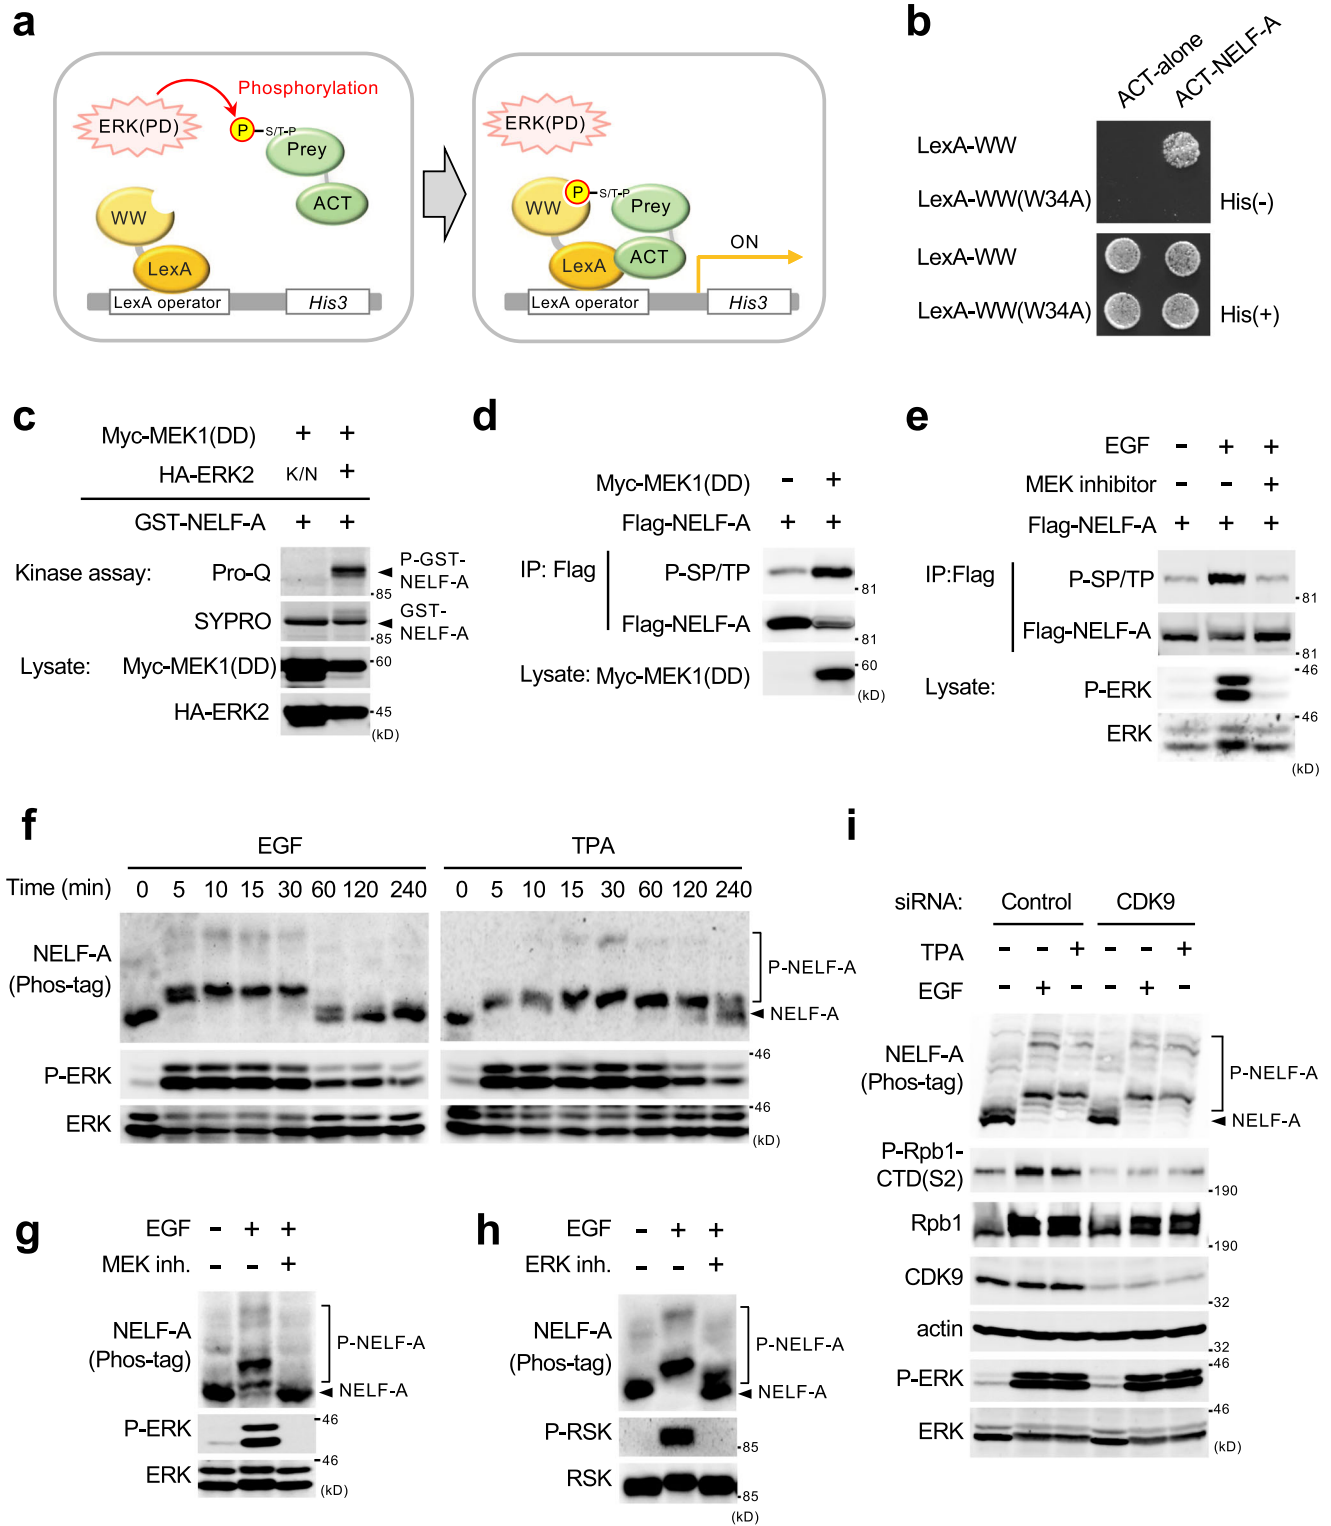 a
Phosphorylation
ERK(PD)
P
S/T-P
Prey
ACT
WW
LexA
LexA operator
His3
ERK(PD)
WW
P
S/T-P
Prey
ACT
LexA
ON
LexA operator
His3
b
ACT-alone
ACT-NELF-A
LexA-WW
LexA-WW(W34A)
His(-)
LexA-WW
LexA-WW(W34A)
His(+)
c
Myc-MEK1(DD) + +
HA-ERK2 K/N +
GST-NELF-A + +
Kinase assay: Pro-Q
P-GST-
NELF-A
85
SYPRO
GST-
NELF-A
85
Lysate: Myc-MEK1(DD) 60
HA-ERK2 45
(kD)
d
Myc-MEK1(DD) - +
Flag-NELF-A + +
IP: Flag
P-SP/TP
81
Flag-NELF-A
81
Lysate: Myc-MEK1(DD) 60
(kD)
e
EGF - + +
MEK inhibitor - - +
Flag-NELF-A + + +
IP:Flag
P-SP/TP
81
Flag-NELF-A
81
Lysate: P-ERK 46
ERK 46
(kD)
f
EGF TPA
Time (min) 0 5 10 15 30 60 120 240 0 5 10 15 30 60 120 240
NELF-A
(Phos-tag)
P-NELF-A
NELF-A
P-ERK 46
ERK 46
(kD)
g
EGF - + +
MEK inh. - - +
NELF-A
(Phos-tag)
P-NELF-A
NELF-A
P-ERK 46
ERK 46
(kD)
h
EGF - + +
ERK inh. - - +
NELF-A
(Phos-tag)
P-NELF-A
NELF-A
P-RSK
85
RSK
85
(kD)
i
siRNA: Control CDK9
TPA - - + - - +
EGF - + - - + -
NELF-A
(Phos-tag)
P-NELF-A
NELF-A
P-Rpb1-
CTD(S2)
190
Rpb1
190
CDK9
32
actin
32
P-ERK 46
ERK 46
(kD)